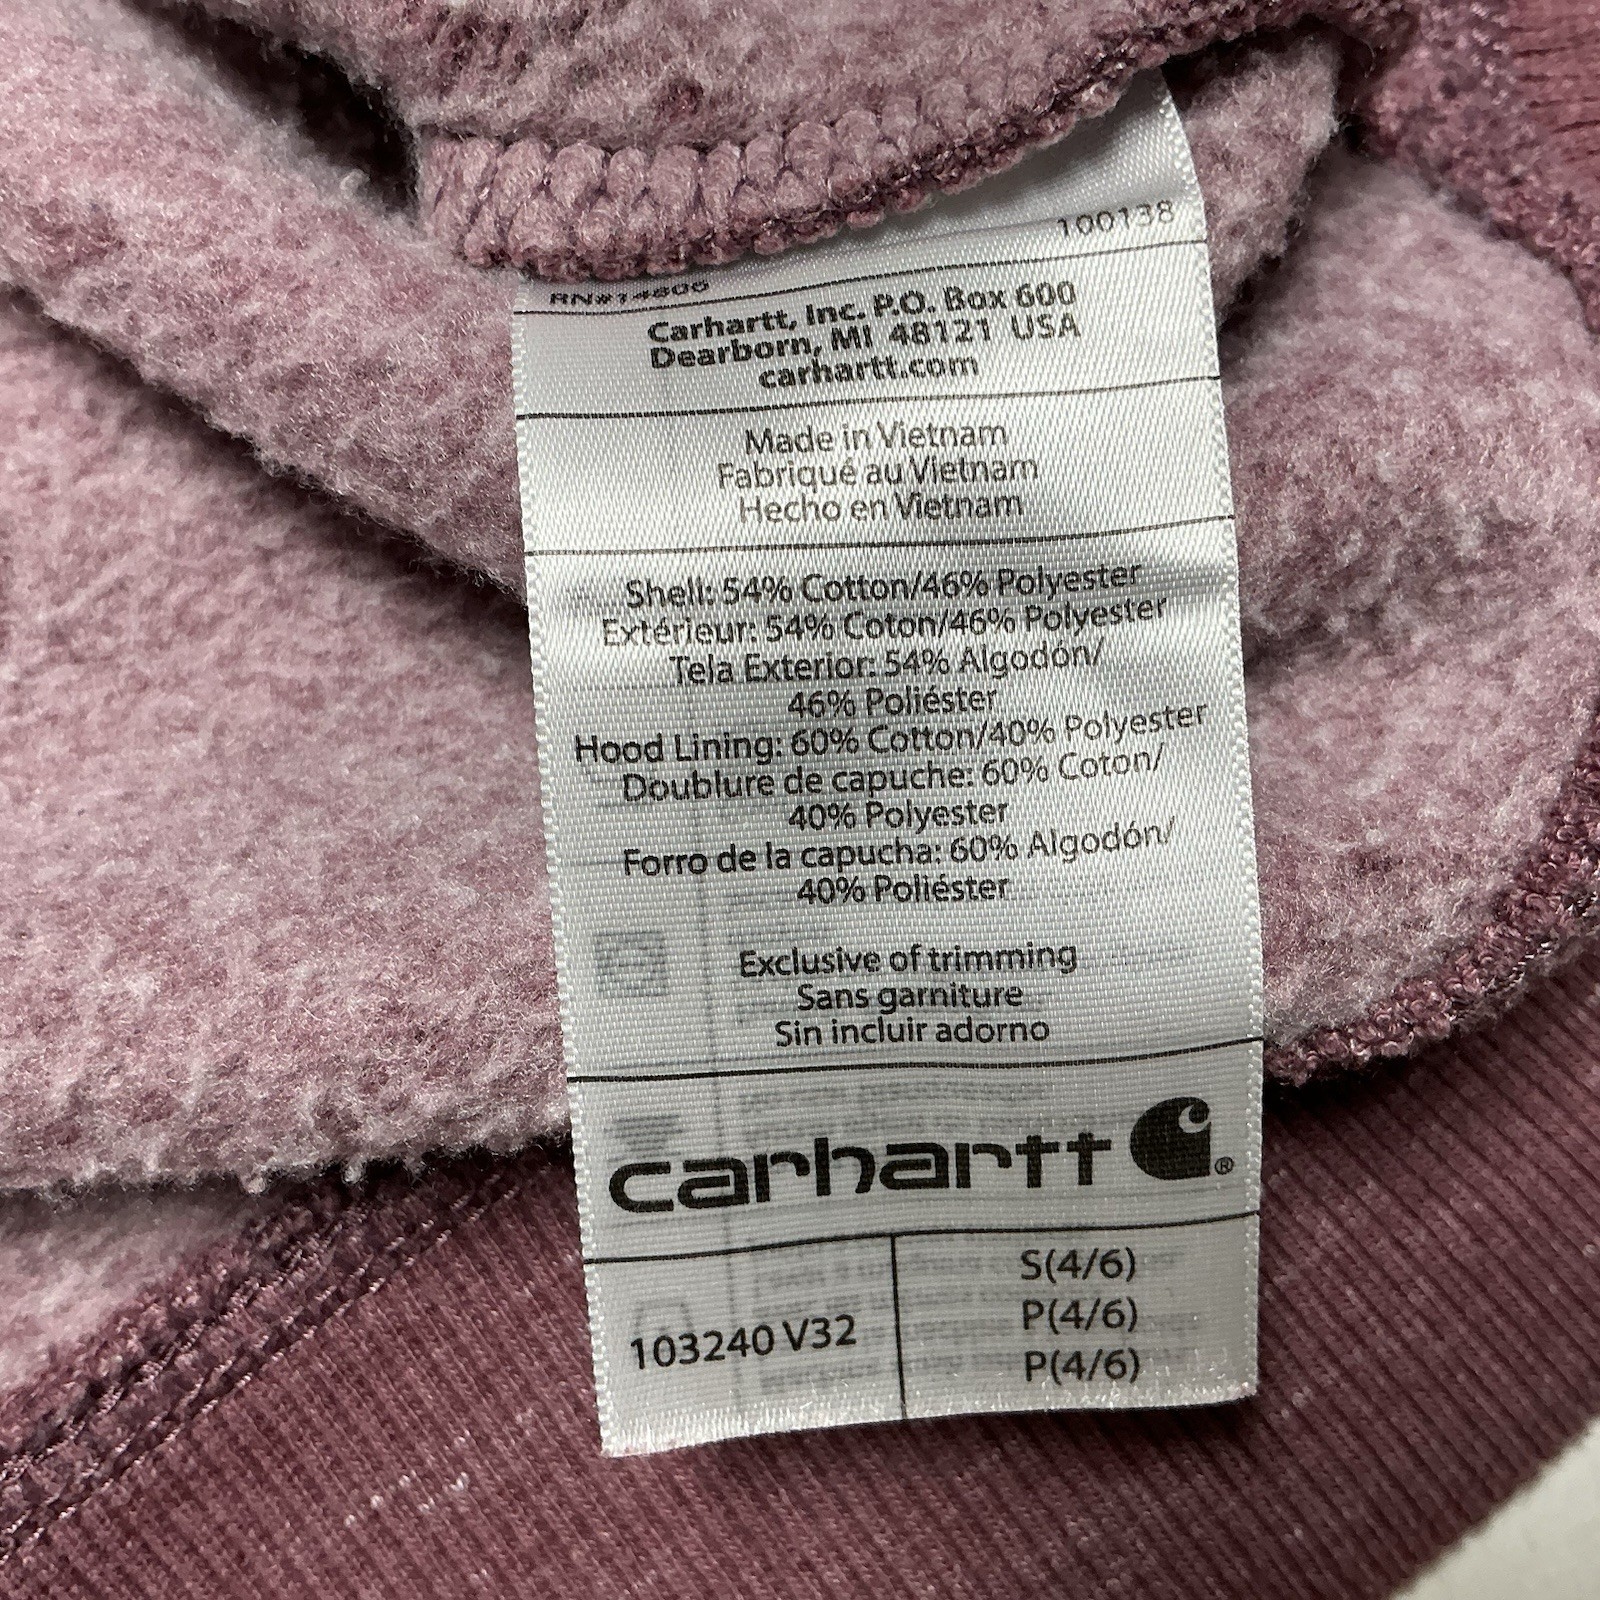 100138
RN#14806
Carhartt, Inc. P.O. Box 600
Dearborn, MI 48121 USA
carhartt.com
Made in Vietnam
Fabriqué au Vietnam
Hecho en Vietnam
Shell: 54% Cotton/46% Polyester
Extérieur: 54% Coton/46% Polyester
Tela Exterior: 54% Algodón/
46% Poliéster
Hood Lining: 60% Cotton/40% Polyester
Doublure de capuche: 60% Coton/
40% Polyester
Forro de la capucha: 60% Algodón/
40% Poliéster
Exclusive of trimming
Sans garniture
Sin incluir adorno
carhartt ®
103240 V32
S(4/6)
P(4/6)
P(4/6)